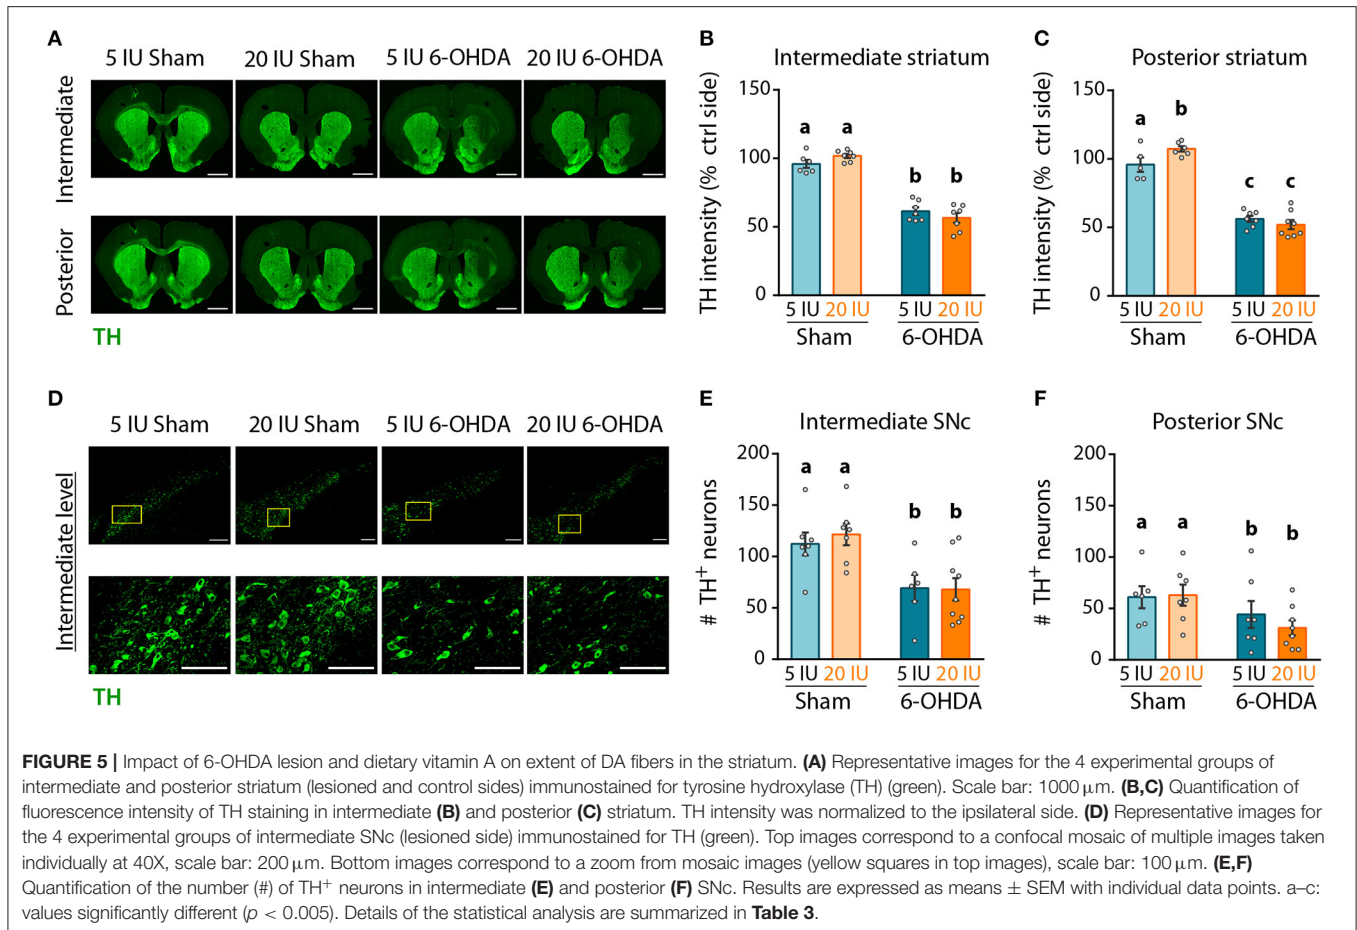 A
5 IU Sham 20 IU Sham 5 IU 6-OHDA 20 IU 6-OHDA
Intermediate
Posterior
TH
B
Intermediate striatum
TH intensity (% ctrl side)
150
100
50
0
a a b b
5 IU 20 IU 5 IU 20 IU
Sham 6-OHDA
C
Posterior striatum
TH intensity (% ctrl side)
150
100
50
0
a b c c
5 IU 20 IU 5 IU 20 IU
Sham 6-OHDA
D
5 IU Sham 20 IU Sham 5 IU 6-OHDA 20 IU 6-OHDA
Intermediate level
TH
E
Intermediate SNc
# TH+ neurons
200
150
100
50
0
a a b b
5 IU 20 IU 5 IU 20 IU
Sham 6-OHDA
F
Posterior SNc
# TH+ neurons
200
150
100
50
0
a a b b
5 IU 20 IU 5 IU 20 IU
Sham 6-OHDA
FIGURE 5 | Impact of 6-OHDA lesion and dietary vitamin A on extent of DA fibers in the striatum. (A) Representative images for the 4 experimental groups of
intermediate and posterior striatum (lesioned and control sides) immunostained for tyrosine hydroxylase (TH) (green). Scale bar: 1000 μm. (B,C) Quantification of
fluorescence intensity of TH staining in intermediate (B) and posterior (C) striatum. TH intensity was normalized to the ipsilateral side. (D) Representative images for
the 4 experimental groups of intermediate SNc (lesioned side) immunostained for TH (green). Top images correspond to a confocal mosaic of multiple images taken
individually at 40X, scale bar: 200 μm. Bottom images correspond to a zoom from mosaic images (yellow squares in top images), scale bar: 100 μm. (E,F)
Quantification of the number (#) of TH+ neurons in intermediate (E) and posterior (F) SNc. Results are expressed as means ± SEM with individual data points. a–c:
values significantly different (p < 0.005). Details of the statistical analysis are summarized in Table 3.